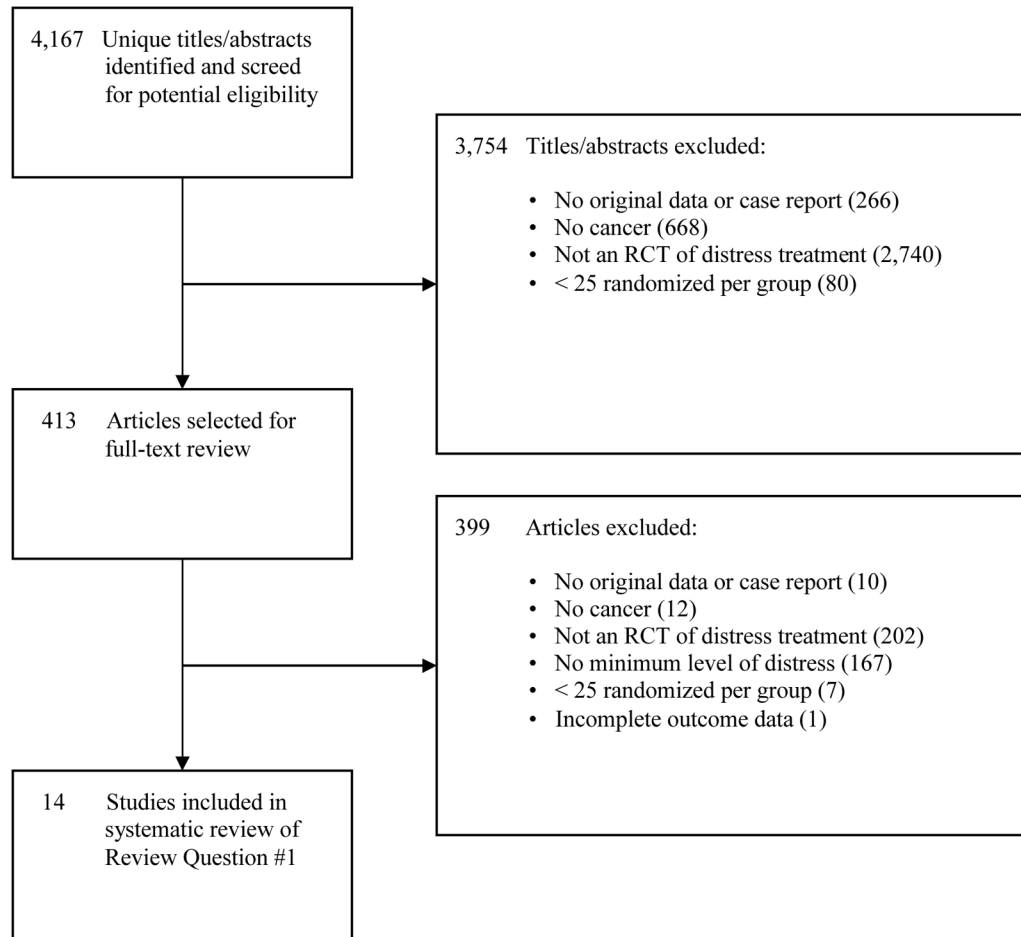 4,167 Unique titles/abstracts
identified and screed
for potential eligibility
3,754 Titles/abstracts excluded:
• No original data or case report (266)
• No cancer (668)
• Not an RCT of distress treatment (2,740)
• < 25 randomized per group (80)
413 Articles selected for
full-text review
399 Articles excluded:
• No original data or case report (10)
• No cancer (12)
• Not an RCT of distress treatment (202)
• No minimum level of distress (167)
• < 25 randomized per group (7)
• Incomplete outcome data (1)
14 Studies included in
systematic review of
Review Question #1